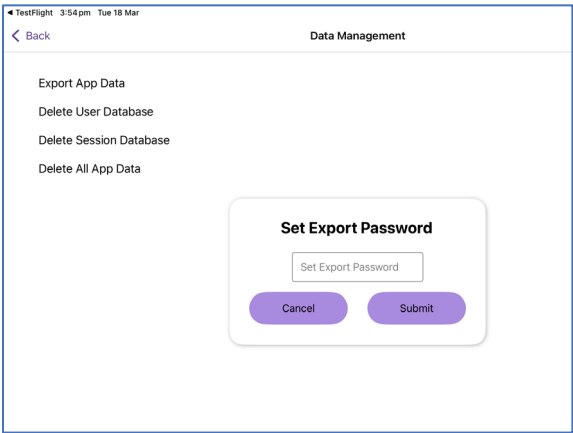 ◀ TestFlight 3:54 pm Tue 18 Mar
Back
Data Management
Export App Data
Delete User Database
Delete Session Database
Delete All App Data
Set Export Password
Set Export Password
Cancel Submit